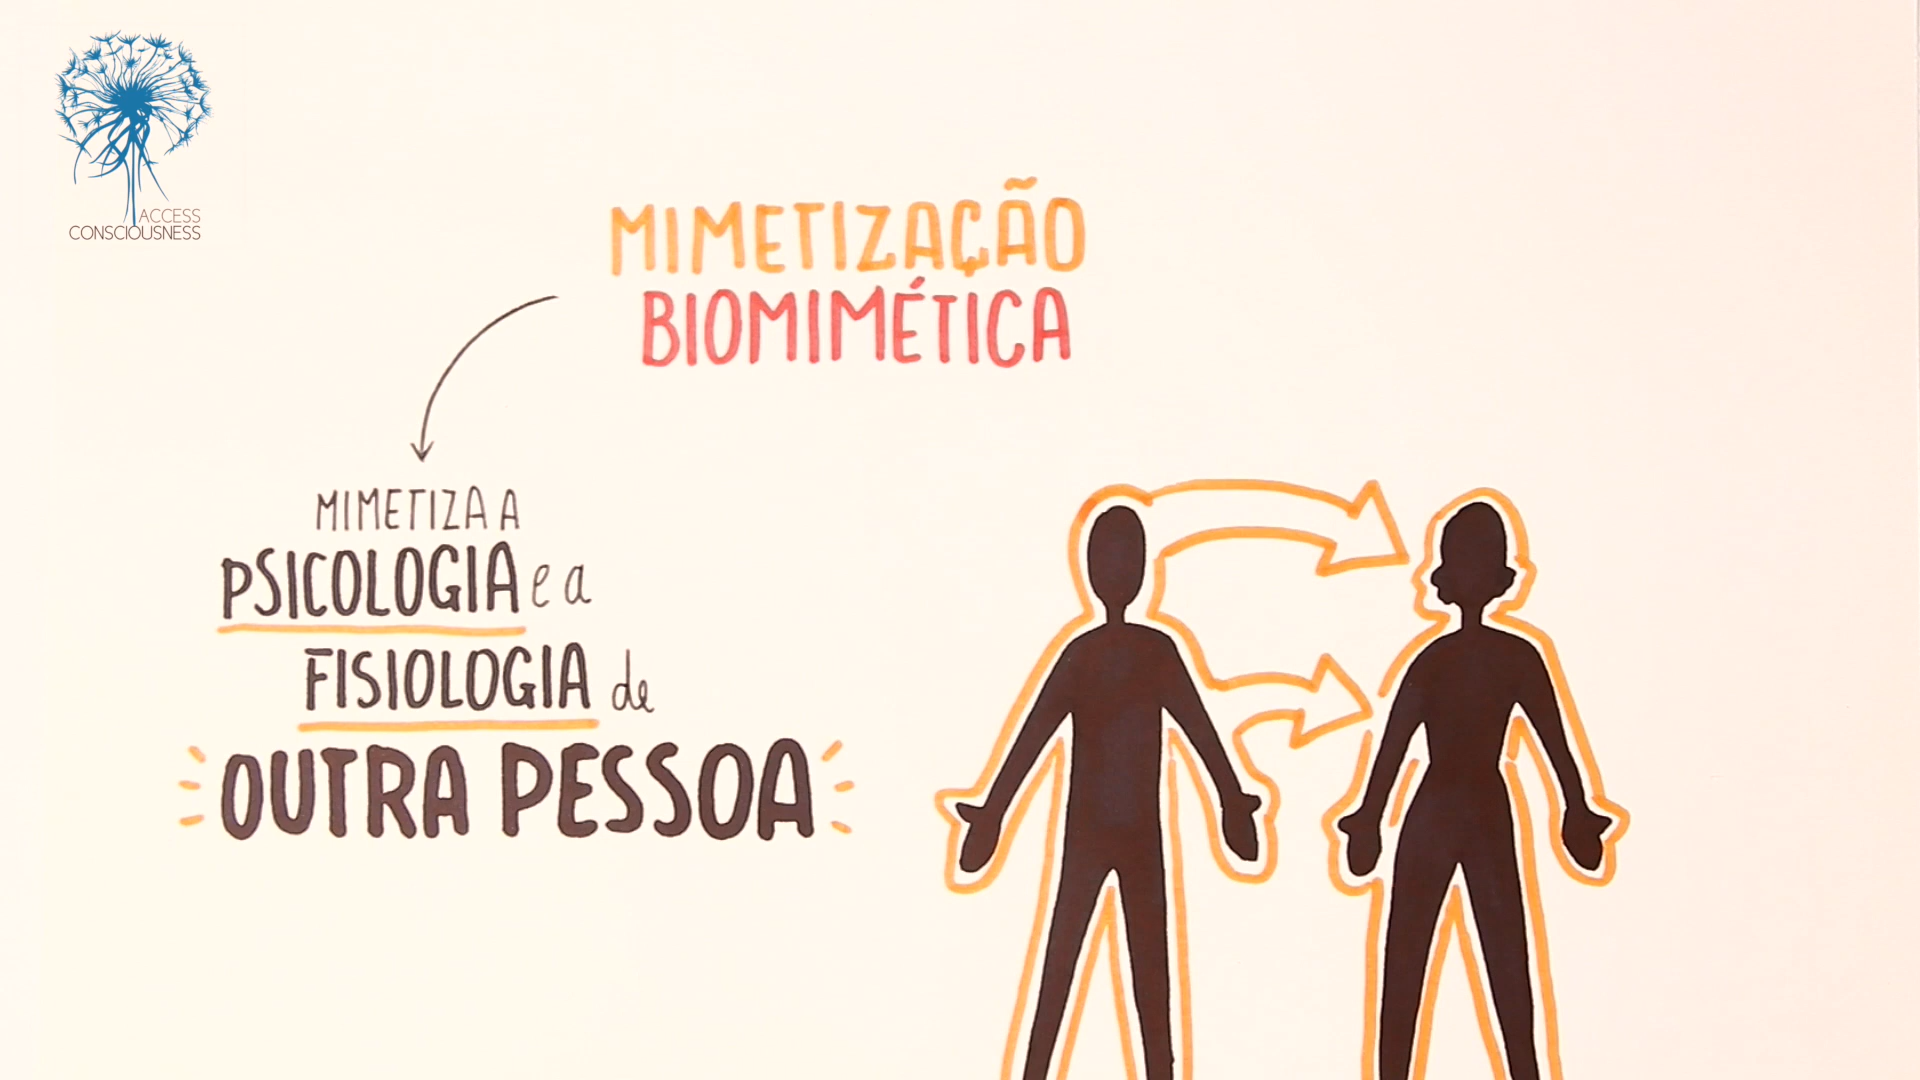 ACCESS
CONSCIOUSNESS
MIMETIZAÇÃO
BIOMIMÉTICA
MIMETIZA A
PSICOLOGIA e a
FISIOLOGIA de
OUTRA PESSOA